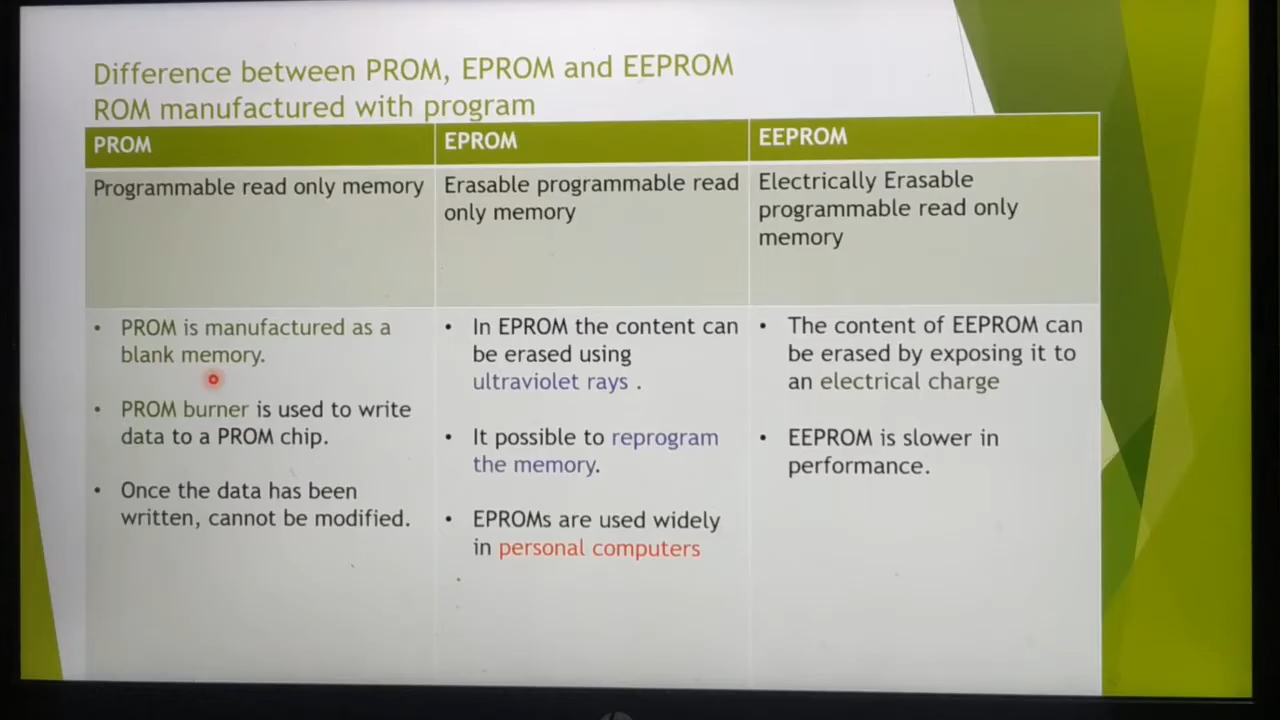 Difference between PROM, EPROM and EEPROM
ROM manufactured with program
PROM
EPROM
EEPROM
Programmable read only memory
Erasable programmable read
only memory
Electrically Erasable
programmable read only
memory
• PROM is manufactured as a
blank memory.
• PROM burner is used to write
data to a PROM chip.
• Once the data has been
written, cannot be modified.
• In EPROM the content can
be erased using
ultraviolet rays .
• It possible to reprogram
the memory.
• EPROMs are used widely
in personal computers
• The content of EEPROM can
be erased by exposing it to
an electrical charge
• EEPROM is slower in
performance.